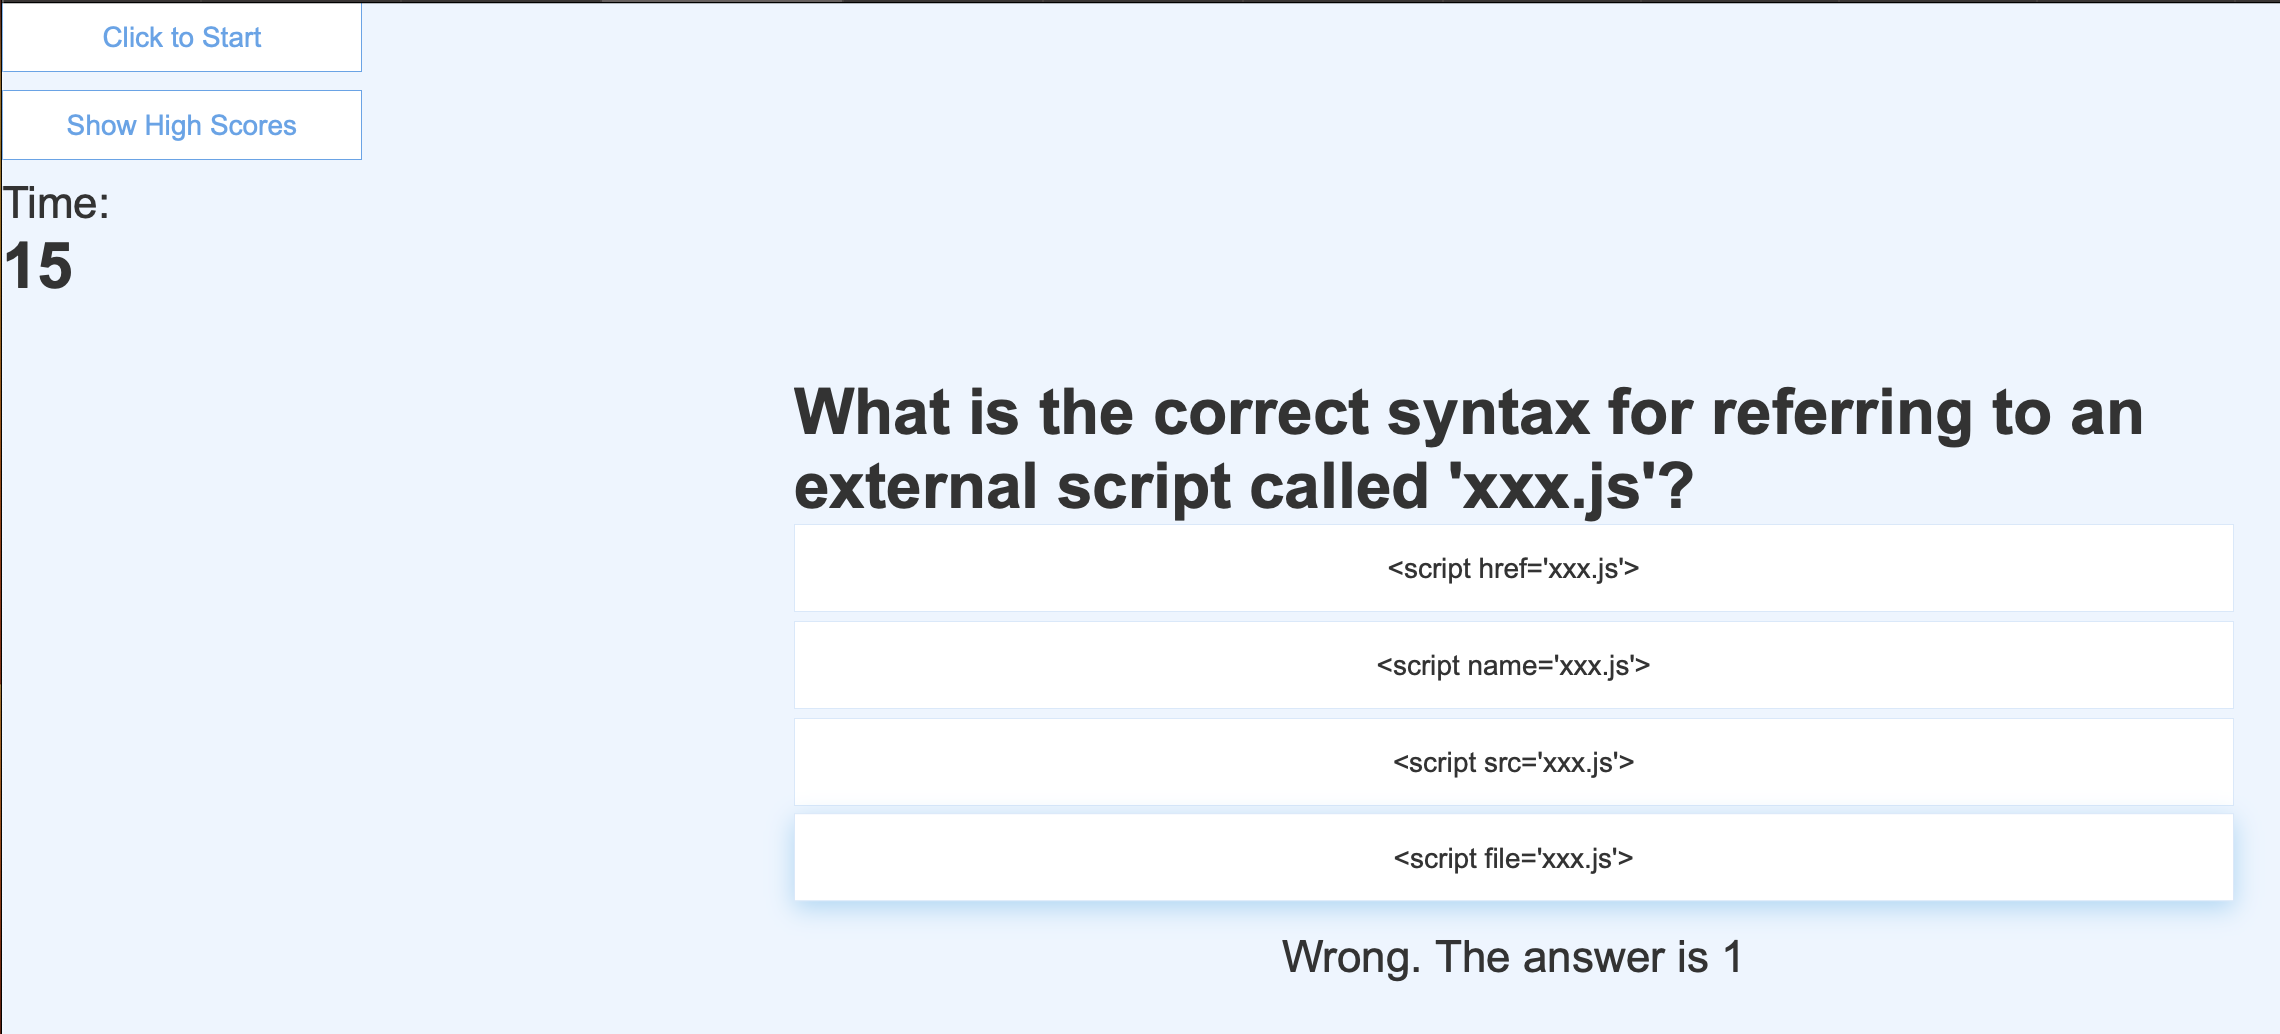 Click to Start
Show High Scores
Time:
15
What is the correct syntax for referring to an
external script called 'xxx.js'?
<script href='xxx.js'>
<script name='xxx.js'>
<script src='xxx.js'>
<script file='xxx.js'>
Wrong. The answer is 1